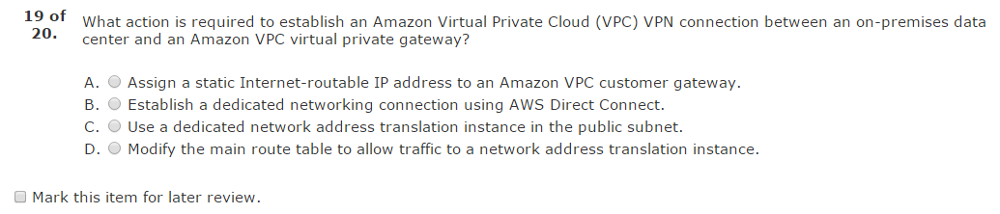 19 of
20.
What action is required to establish an Amazon Virtual Private Cloud (VPC) VPN connection between an on-premises data
center and an Amazon VPC virtual private gateway?
A. Assign a static Internet-routable IP address to an Amazon VPC customer gateway.
B. Establish a dedicated networking connection using AWS Direct Connect.
C. Use a dedicated network address translation instance in the public subnet.
D. Modify the main route table to allow traffic to a network address translation instance.
Mark this item for later review.